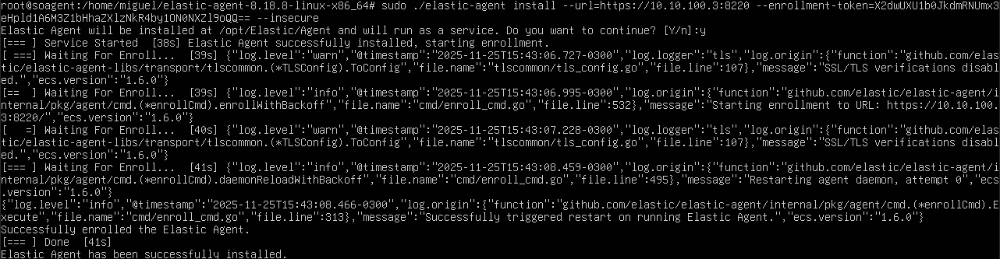 root@soagent:/home/miguel/elastic-agent-8.18.8-linux-x86_64# sudo ./elastic-agent install --url=https://10.10.100.3:8220 --enrollment-token=X2dwUXU1b0JkdmRNUmx3
eHpld1A6M3Z1bHhaZXlzNkR4by1ON0NXZl9oQQ== --insecure
Elastic Agent will be installed at /opt/Elastic/Agent and will run as a service. Do you want to continue? [Y/n]:y
[=== ] Service Started  [38s] Elastic Agent successfully installed, starting enrollment.
[ ===] Waiting For Enroll...  [39s] {"log.level":"warn","@timestamp":"2025-11-25T15:43:06.727-0300","log.logger":"tls","log.origin":{"function":"github.com/elas
tic/elastic-agent-libs/transport/tlscommon.(*TLSConfig).ToConfig","file.name":"tlscommon/tls_config.go","file.line":107},"message":"SSL/TLS verifications disabl
ed.","ecs.version":"1.6.0"}
[==  ] Waiting For Enroll...  [39s] {"log.level":"info","@timestamp":"2025-11-25T15:43:06.995-0300","log.origin":{"function":"github.com/elastic/elastic-agent/i
nternal/pkg/agent/cmd.(*enrollCmd).enrollWithBackoff","file.name":"cmd/enroll_cmd.go","file.line":532},"message":"Starting enrollment to URL: https://10.10.100.
3:8220/","ecs.version":"1.6.0"}
[   =] Waiting For Enroll...  [40s] {"log.level":"warn","@timestamp":"2025-11-25T15:43:07.228-0300","log.logger":"tls","log.origin":{"function":"github.com/elas
tic/elastic-agent-libs/transport/tlscommon.(*TLSConfig).ToConfig","file.name":"tlscommon/tls_config.go","file.line":107},"message":"SSL/TLS verifications disabl
ed.","ecs.version":"1.6.0"}
[=== ] Waiting For Enroll...  [41s] {"log.level":"info","@timestamp":"2025-11-25T15:43:08.459-0300","log.origin":{"function":"github.com/elastic/elastic-agent/i
nternal/pkg/agent/cmd.(*enrollCmd).daemonReloadWithBackoff","file.name":"cmd/enroll_cmd.go","file.line":495},"message":"Restarting agent daemon, attempt 0","ecs
.version":"1.6.0"}
{"log.level":"info","@timestamp":"2025-11-25T15:43:08.466-0300","log.origin":{"function":"github.com/elastic/elastic-agent/internal/pkg/agent/cmd.(*enrollCmd).E
xecute","file.name":"cmd/enroll_cmd.go","file.line":313},"message":"Successfully triggered restart on running Elastic Agent.","ecs.version":"1.6.0"}
Successfully enrolled the Elastic Agent.
[=== ] Done  [41s]
Elastic Agent has been successfully installed.